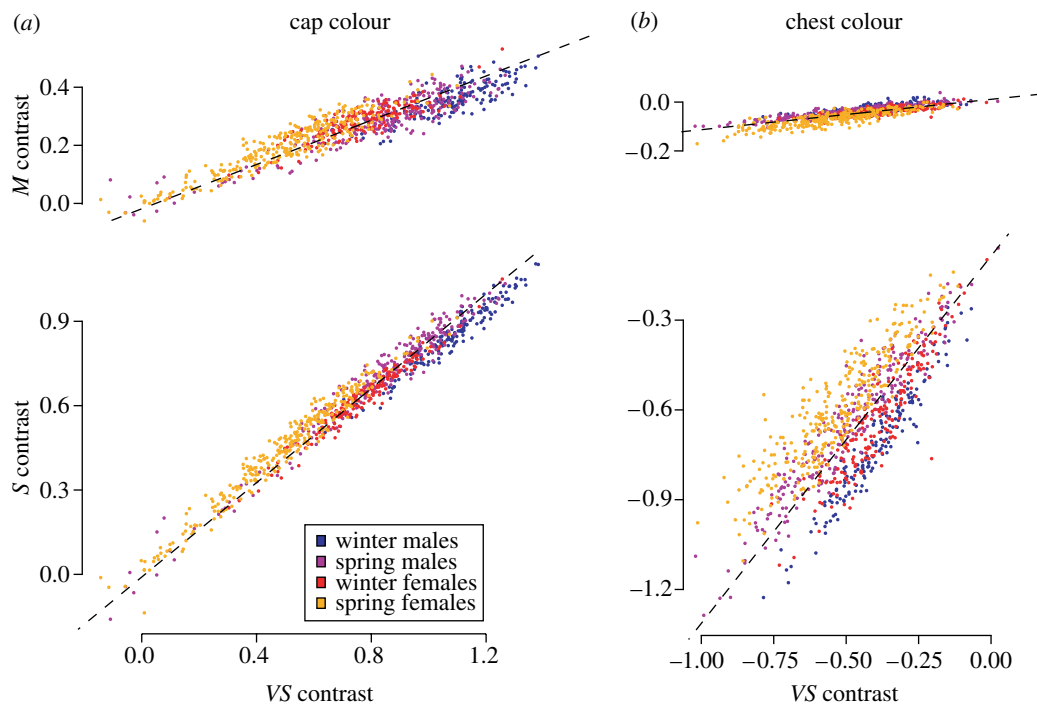 (a) cap colour
(b) chest colour
M contrast
0.4
0.2
0.0
0.0
−0.2
S contrast
0.9
0.6
0.3
0.0
−0.3
−0.6
−0.9
−1.2
winter males
spring males
winter females
spring females
0.0 0.4 0.8 1.2
VS contrast
−1.00 −0.75 −0.50 −0.25 0.00
VS contrast